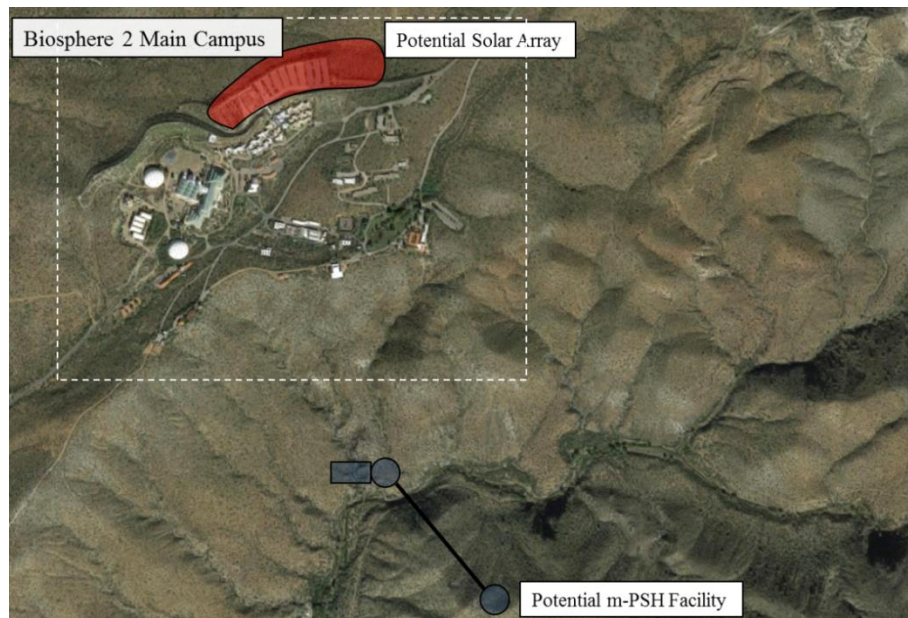 Biosphere 2 Main Campus
Potential Solar Array
Potential m-PSH Facility